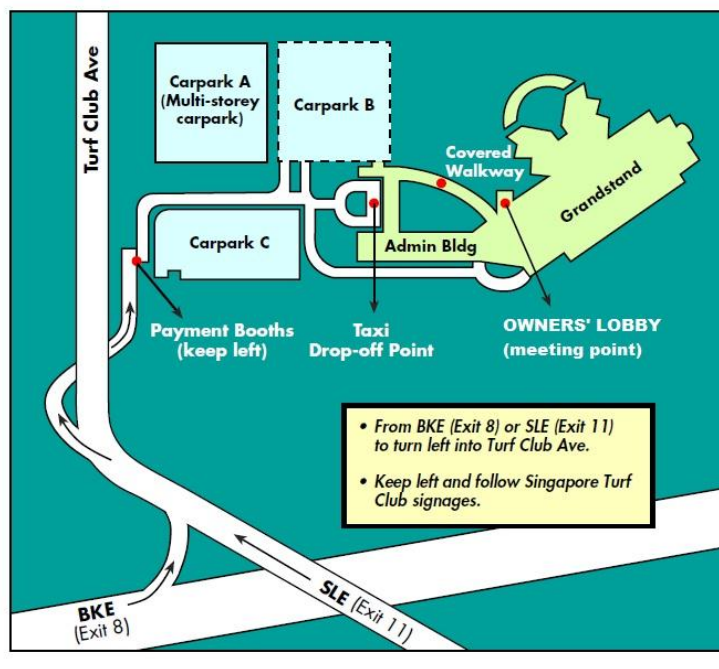 Turf Club Ave
Carpark A
(Multi-storey
carpark)
Carpark B
Covered
Walkway
Grandstand
Carpark C
Admin Bldg
Payment Booths
(keep left)
Taxi
Drop-off Point
OWNERS' LOBBY
(meeting point)
• From BKE (Exit 8) or SLE (Exit 11)
to turn left into Turf Club Ave.
• Keep left and follow Singapore Turf
Club signages.
BKE
(Exit 8)
SLE (Exit 11)